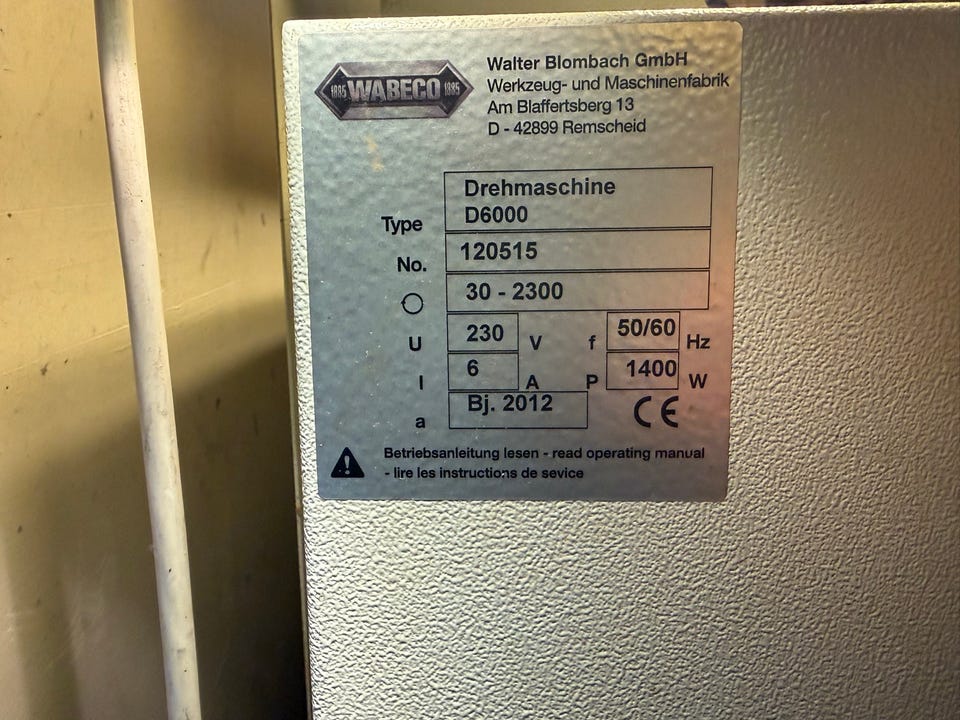 1885 WABECO 1885
Walter Blombach GmbH
Werkzeug- und Maschinenfabrik
Am Blaffertsberg 13
D - 42899 Remscheid
Type Drehmaschine
D6000
No. 120515
30 - 2300
U 230 V f 50/60 Hz
I 6 A P 1400 W
a Bj. 2012 CE
Betriebsanleitung lesen - read operating manual
- lire les instructions de sevice